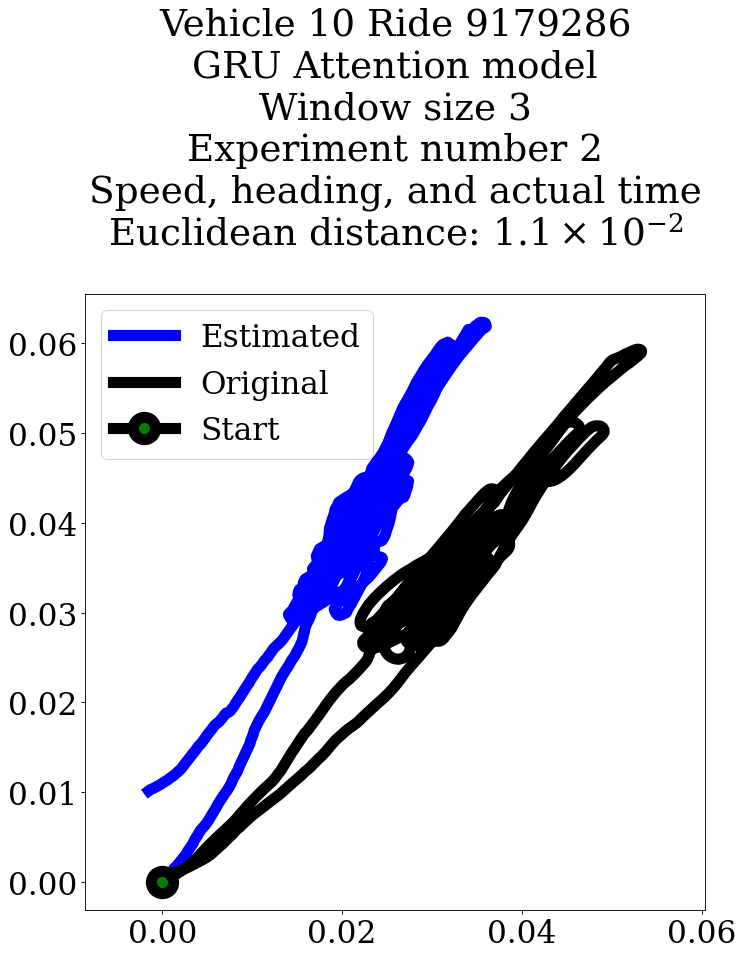 Vehicle 10 Ride 9179286
GRU Attention model
Window size 3
Experiment number 2
Speed, heading, and actual time
Euclidean distance: 1.1 × 10⁻²
Estimated
Original
Start
0.06
0.05
0.04
0.03
0.02
0.01
0.00
0.00 0.02 0.04 0.06